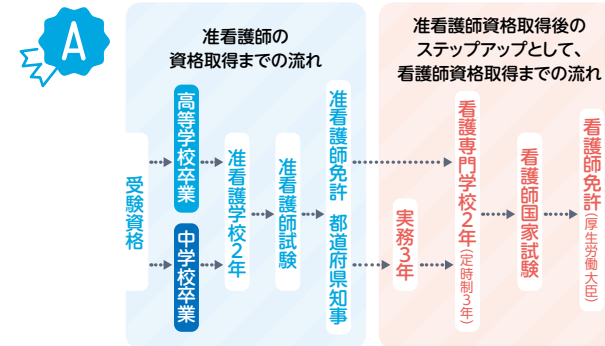 A
准看護師の
資格取得までの流れ
准看護師資格取得後の
ステップアップとして、
看護師資格取得までの流れ
受験資格
高等学校卒業
中学校卒業
准看護学校2年
准看護師試験
准看護師免許 都道府県知事
実務3年
看護専門学校2年(定時制3年)
看護師国家試験
看護師免許(厚生労働大臣)